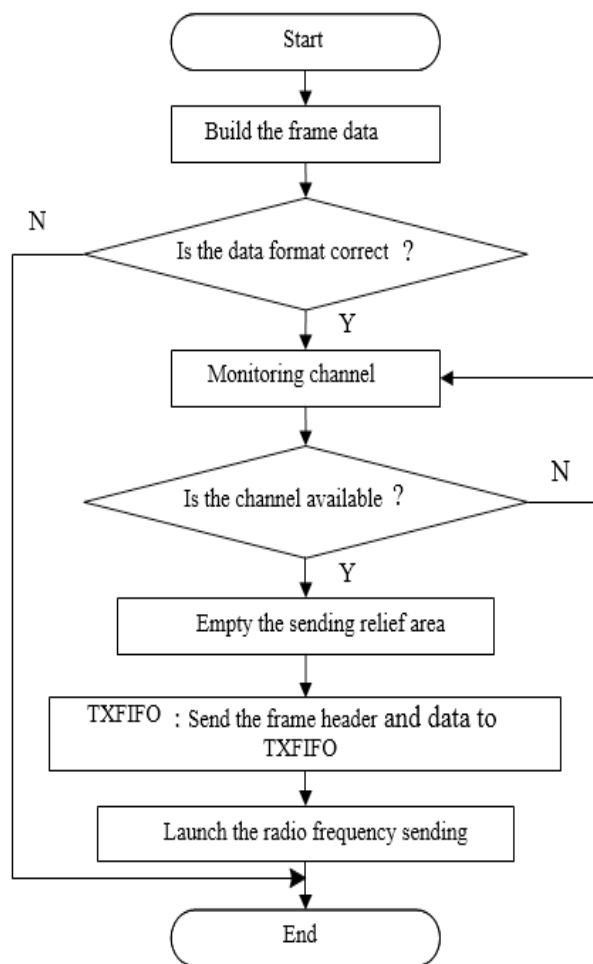 Start
Build the frame data
N
Is the data format correct ?
Y
Monitoring channel
Is the channel available ?
N
Y
Empty the sending relief area
TXFIFO : Send the frame header and data to
TXFIFO
Launch the radio frequency sending
End